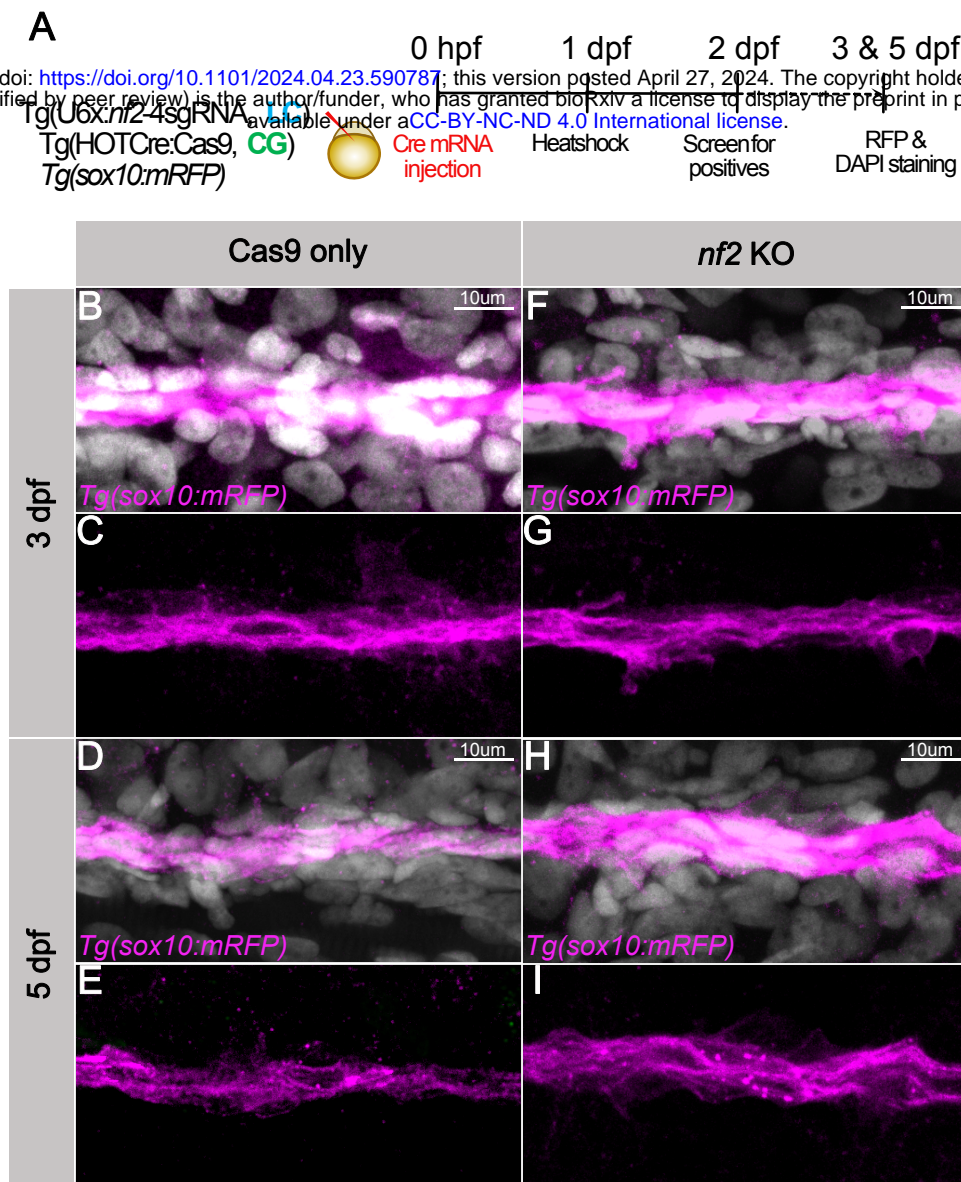 A
0 hpf 1 dpf 2 dpf 3 & 5 dpf
doi: https://doi.org/10.1101/2024.04.23.590787; this version posted April 27, 2024. The copyright holde
ified by peer review) is the author/funder, who has granted bioRxiv a license to display the preprint in p
Tg(U6x:nf2-4sgRNA, LC)
available under aCC-BY-NC-ND 4.0 International license.
Tg(HOTCre:Cas9, CG)
Tg(sox10:mRFP)
Cre mRNA
injection
Heatshock
Screen for
positives
RFP &
DAPI staining
Cas9 only
nf2 KO
3 dpf
B
10um
Tg(sox10:mRFP)
F
10um
Tg(sox10:mRFP)
C
G
5 dpf
D
10um
Tg(sox10:mRFP)
H
10um
Tg(sox10:mRFP)
E
I